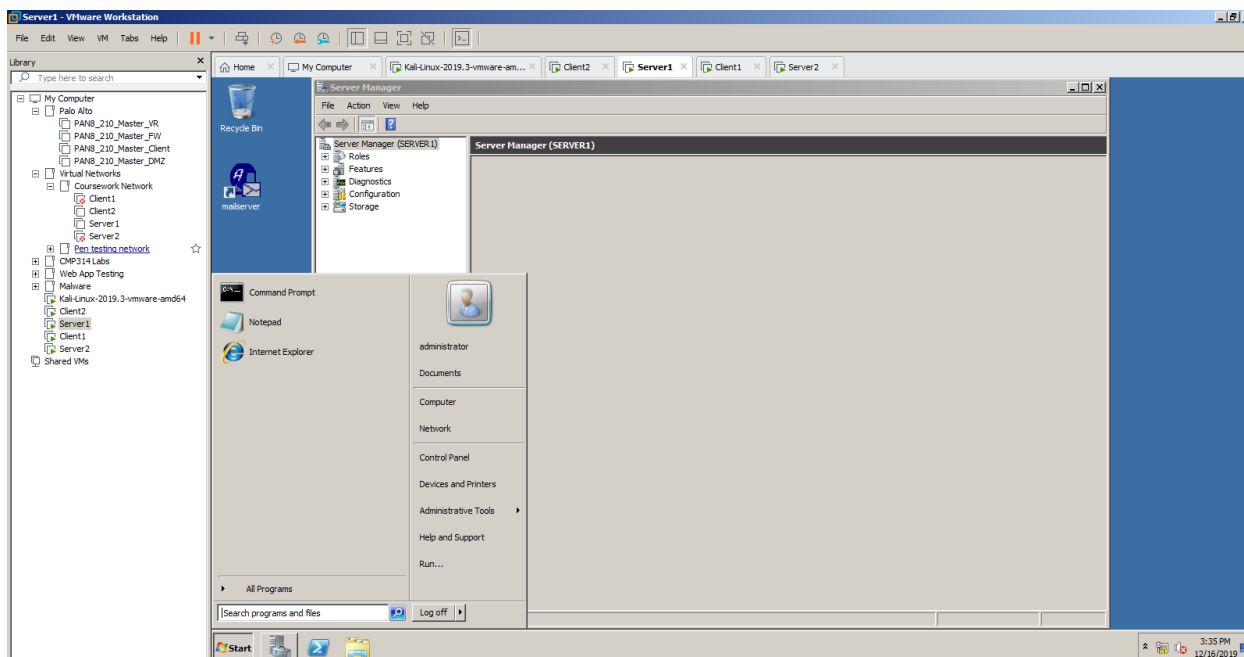 Server1 - VMware Workstation
File Edit View VM Tabs Help
Library
Type here to search
My Computer
Palo Alto
PAN8_210_Master_VR
PAN8_210_Master_FW
PAN8_210_Master_Client
PAN8_210_Master_DMZ
Virtual Networks
Coursework Network
Client1
Client2
Server1
Server2
Pen testing network
CMP314 Labs
Web App Testing
Malware
Kali-Linux-2019.3-vmware-amd64
Client2
Server1
Client1
Server2
Shared VMs
Home My Computer Kali-Linux-2019.3-vmware-am... Client2 Server1 Client1 Server2
Recycle Bin
mailserver
Server Manager
File Action View Help
Server Manager (SERVER1)
Roles
Features
Diagnostics
Configuration
Storage
Server Manager (SERVER1)
Command Prompt
Notepad
Internet Explorer
All Programs
Search programs and files
administrator
Documents
Computer
Network
Control Panel
Devices and Printers
Administrative Tools
Help and Support
Run...
Log off
Start
3:35 PM
12/16/2019